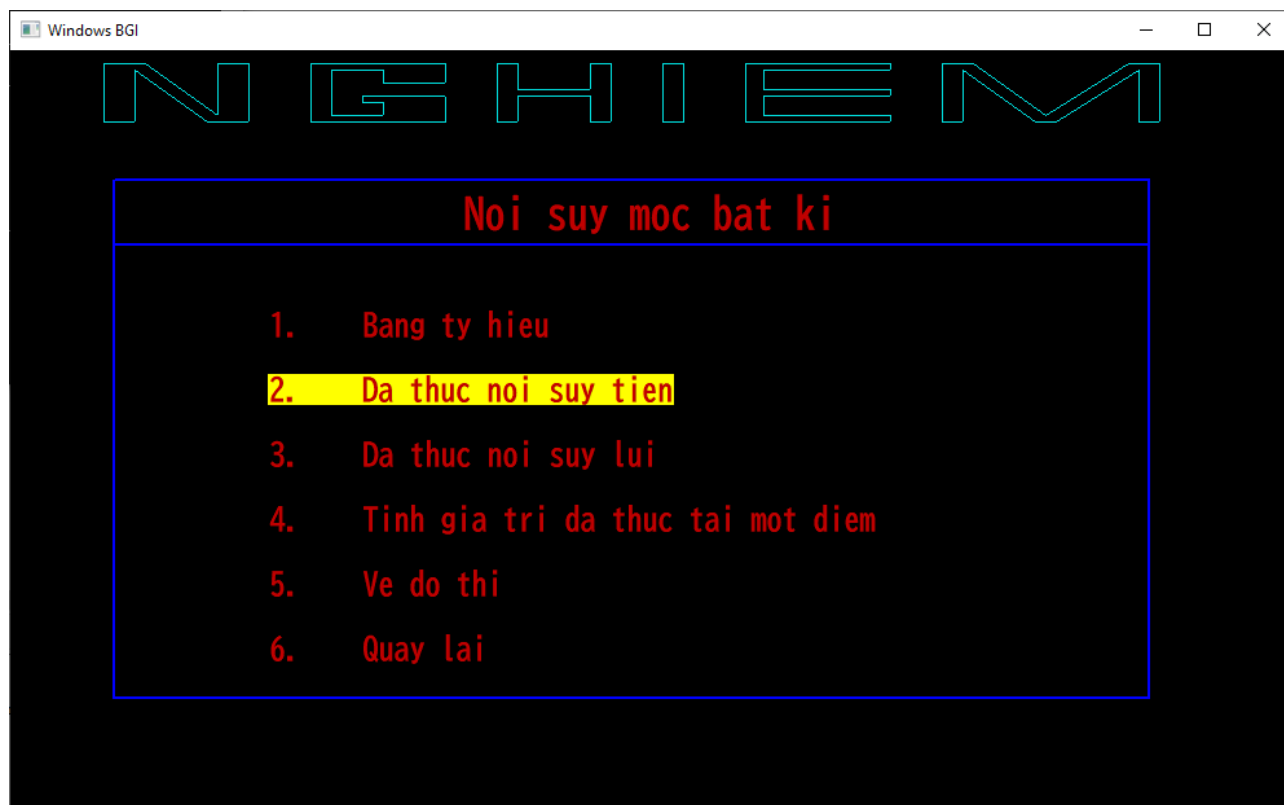 Windows BGI
NGHIEM
Noi suy moc bat ki
1. Bang ty hieu
2. Da thuc noi suy tien
3. Da thuc noi suy lui
4. Tinh gia tri da thuc tai mot diem
5. Ve do thi
6. Quay lai